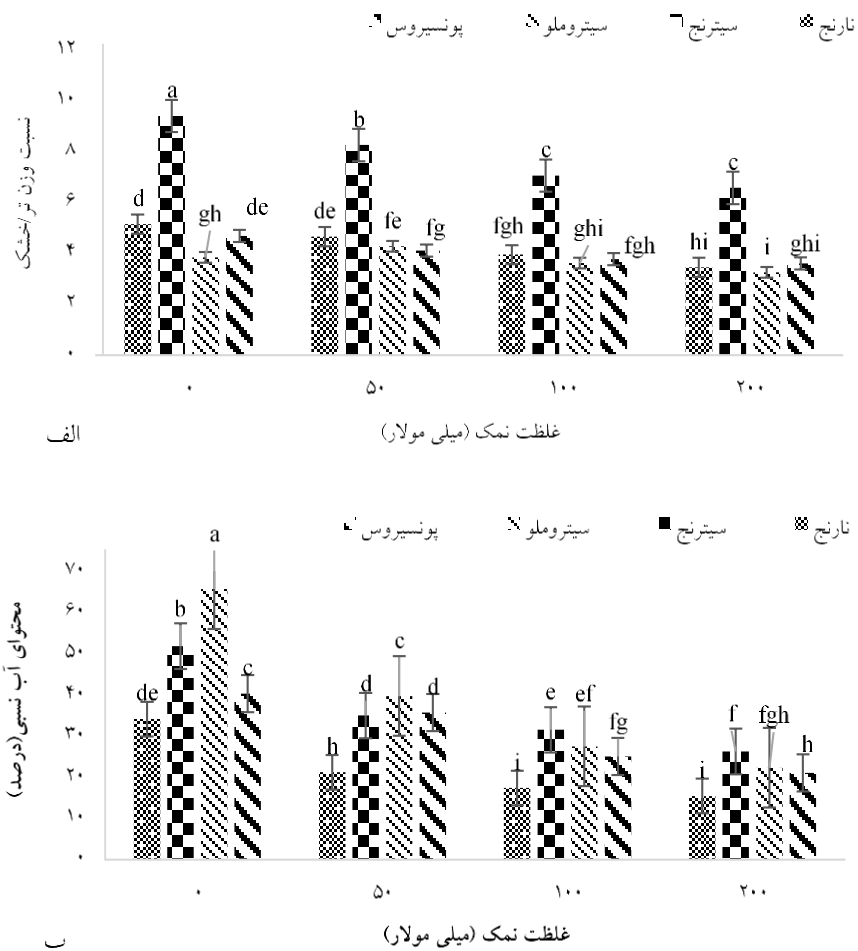 نارنج سیترنج سیتروملو پونسیروس
نسبت وزن تر/خشک
۱۲
۱۰
۸
۶
۴
۲
۰
d a gh de
de b fe fg
fgh c ghi fgh
hi c i ghi
۰ ۵۰ ۱۰۰ ۲۰۰
غلظت نمک (میلی مولار)
الف
نارنج سیترنج سیتروملو پونسیروس
محتوای آب نسبی(درصد)
۷۰
۶۰
۵۰
۴۰
۳۰
۲۰
۱۰
۰
de b a c
h d c d
i e ef fg
i f fgh h
۰ ۵۰ ۱۰۰ ۲۰۰
غلظت نمک (میلی مولار)
ب